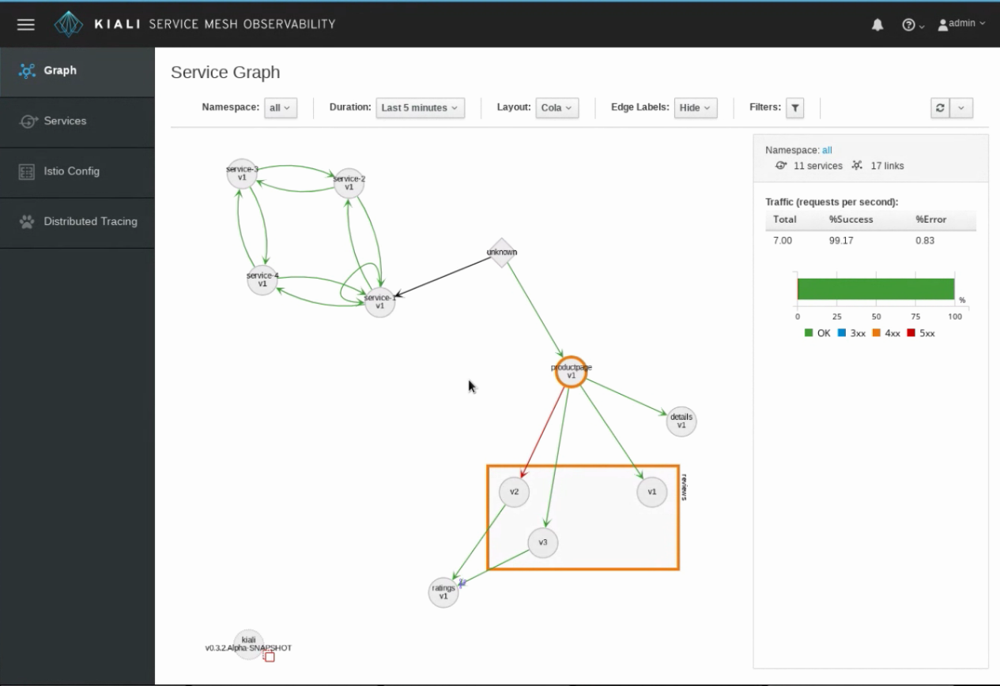 KIALI SERVICE MESH OBSERVABILITY
admin
Graph
Services
Istio Config
Distributed Tracing
Service Graph
Namespace: all
Duration: Last 5 minutes
Layout: Cola
Edge Labels: Hide
Filters:
Namespace: all
11 services 17 links
Traffic (requests per second):
Total %Success %Error
7.00 99.17 0.83
%
0 25 50 75 100
OK 3xx 4xx 5xx
service-3
v1
service-2
v1
unknown
service-4
v1
service-1
v1
productpage
v1
details
v1
reviews
v2
v1
v3
ratings
v1
kiali
v0.3.2.Alpha-SNAPSHOT